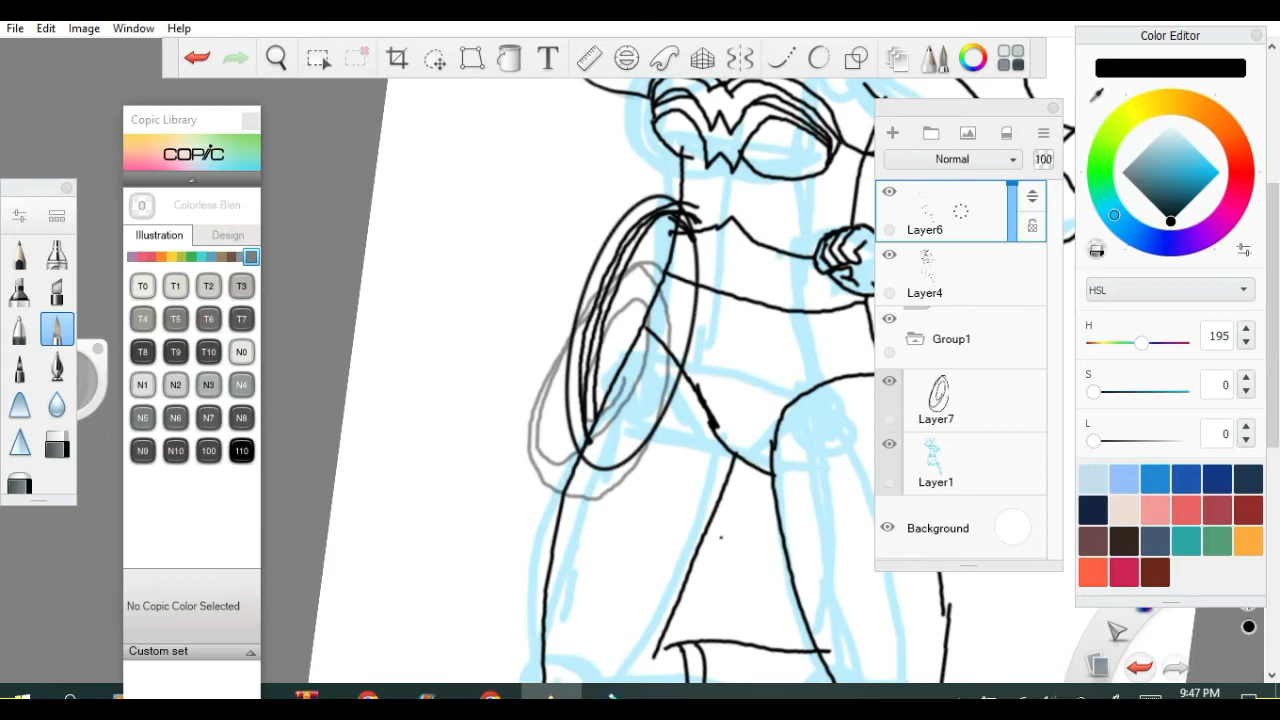 File Edit Image Window Help
T
Color Editor
Copic Library
COPIC
0 Colorless Blen
Illustration Design
T0 T1 T2 T3
T4 T5 T6 T7
T8 T9 T10 N0
N1 N2 N3 N4
N5 N6 N7 N8
N9 N10 100 110
No Copic Color Selected
Custom set
Normal 100
Layer6
Layer4
Group1
Layer7
Layer1
Background
HSL
H 195
S 0
L 0
9:47 PM